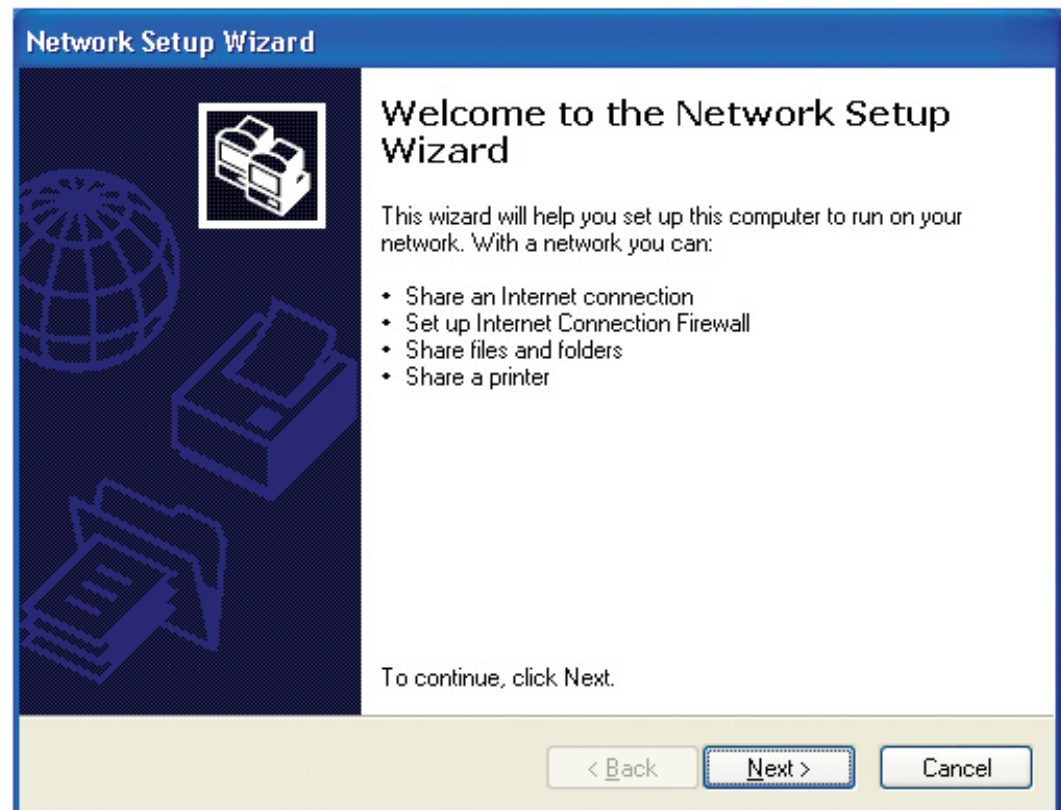 Network Setup Wizard
Welcome to the Network Setup
Wizard
This wizard will help you set up this computer to run on your
network. With a network you can:
• Share an Internet connection
• Set up Internet Connection Firewall
• Share files and folders
• Share a printer
To continue, click Next.
< Back Next > Cancel